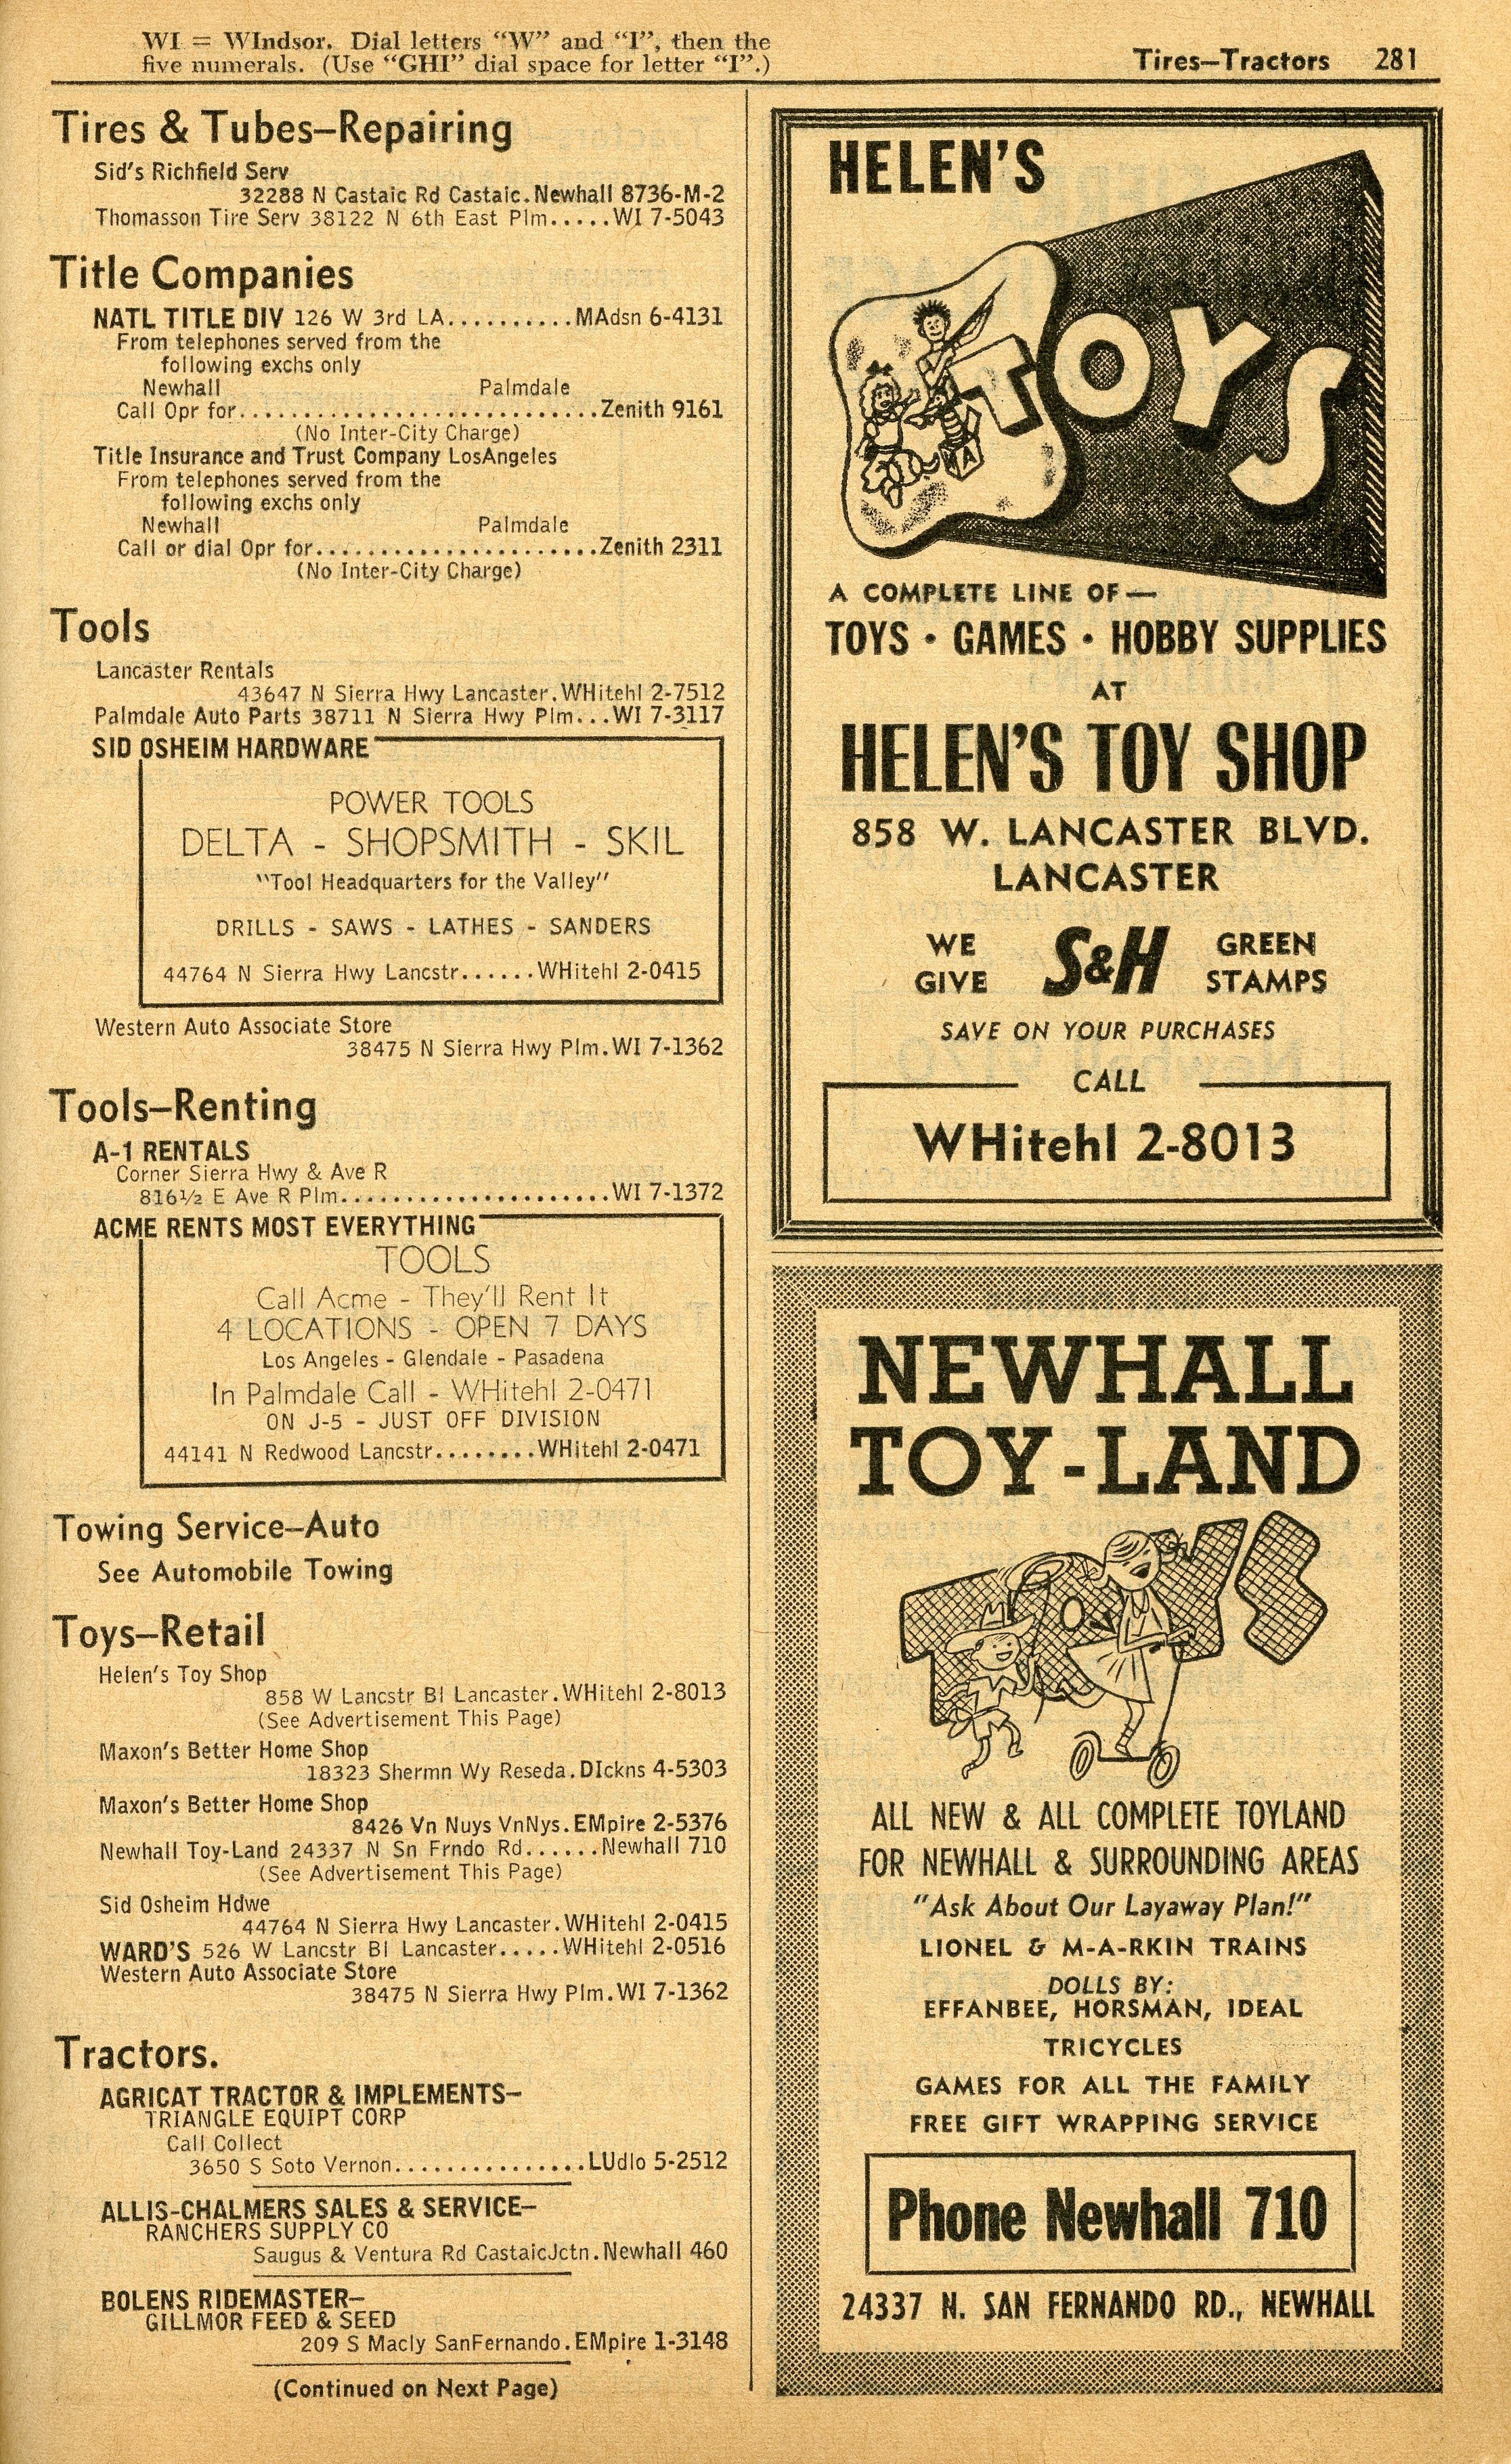 WI = WIndsor. Dial letters “W” and “I”, then the
five numerals. (Use “GHI” dial space for letter “I”.)
Tires–Tractors 281
Tires & Tubes–Repairing
Sid's Richfield Serv
32288 N Castaic Rd Castaic.Newhall 8736-M-2
Thomasson Tire Serv 38122 N 6th East Plm.....WI 7-5043
Title Companies
NATL TITLE DIV 126 W 3rd LA..........MAdsn 6-4131
From telephones served from the
following exchs only
Newhall Palmdale
Call Opr for............................Zenith 9161
(No Inter-City Charge)
Title Insurance and Trust Company LosAngeles
From telephones served from the
following exchs only
Newhall Palmdale
Call or dial Opr for......................Zenith 2311
(No Inter-City Charge)
Tools
Lancaster Rentals
43647 N Sierra Hwy Lancaster.WHitehl 2-7512
Palmdale Auto Parts 38711 N Sierra Hwy Plm...WI 7-3117
SID OSHEIM HARDWARE
POWER TOOLS
DELTA - SHOPSMITH - SKIL
“Tool Headquarters for the Valley”
DRILLS - SAWS - LATHES - SANDERS
44764 N Sierra Hwy Lancstr......WHitehl 2-0415
Western Auto Associate Store
38475 N Sierra Hwy Plm.WI 7-1362
Tools–Renting
A-1 RENTALS
Corner Sierra Hwy & Ave R
816½ E Ave R Plm.....................WI 7-1372
ACME RENTS MOST EVERYTHING
TOOLS
Call Acme - They'll Rent It
4 LOCATIONS - OPEN 7 DAYS
Los Angeles - Glendale - Pasadena
In Palmdale Call - WHitehl 2-0471
ON J-5 - JUST OFF DIVISION
44141 N Redwood Lancstr........WHitehl 2-0471
Towing Service–Auto
See Automobile Towing
Toys–Retail
Helen's Toy Shop
858 W Lancstr Bl Lancaster.WHitehl 2-8013
(See Advertisement This Page)
Maxon's Better Home Shop
18323 Shermn Wy Reseda.DIckns 4-5303
Maxon's Better Home Shop
8426 Vn Nuys VnNys.EMpire 2-5376
Newhall Toy-Land 24337 N Sn Frndo Rd......Newhall 710
(See Advertisement This Page)
Sid Osheim Hdwe
44764 N Sierra Hwy Lancaster.WHitehl 2-0415
WARD'S 526 W Lancstr Bl Lancaster.....WHitehl 2-0516
Western Auto Associate Store
38475 N Sierra Hwy Plm.WI 7-1362
Tractors.
AGRICAT TRACTOR & IMPLEMENTS–
TRIANGLE EQUIPT CORP
Call Collect
3650 S Soto Vernon...............LUdlo 5-2512
ALLIS-CHALMERS SALES & SERVICE–
RANCHERS SUPPLY CO
Saugus & Ventura Rd CastaicJctn.Newhall 460
BOLENS RIDEMASTER–
GILLMOR FEED & SEED
209 S Macly SanFernando.EMpire 1-3148
(Continued on Next Page)
HELEN'S
TOYS
A
A COMPLETE LINE OF—
TOYS • GAMES • HOBBY SUPPLIES
AT
HELEN'S TOY SHOP
858 W. LANCASTER BLVD.
LANCASTER
WE GIVE S&H GREEN STAMPS
SAVE ON YOUR PURCHASES
CALL
WHitehl 2-8013
NEWHALL
TOY-LAND
TOYS
ALL NEW & ALL COMPLETE TOYLAND
FOR NEWHALL & SURROUNDING AREAS
“Ask About Our Layaway Plan!”
LIONEL & M-A-RKIN TRAINS
DOLLS BY:
EFFANBEE, HORSMAN, IDEAL
TRICYCLES
GAMES FOR ALL THE FAMILY
FREE GIFT WRAPPING SERVICE
Phone Newhall 710
24337 N. SAN FERNANDO RD., NEWHALL